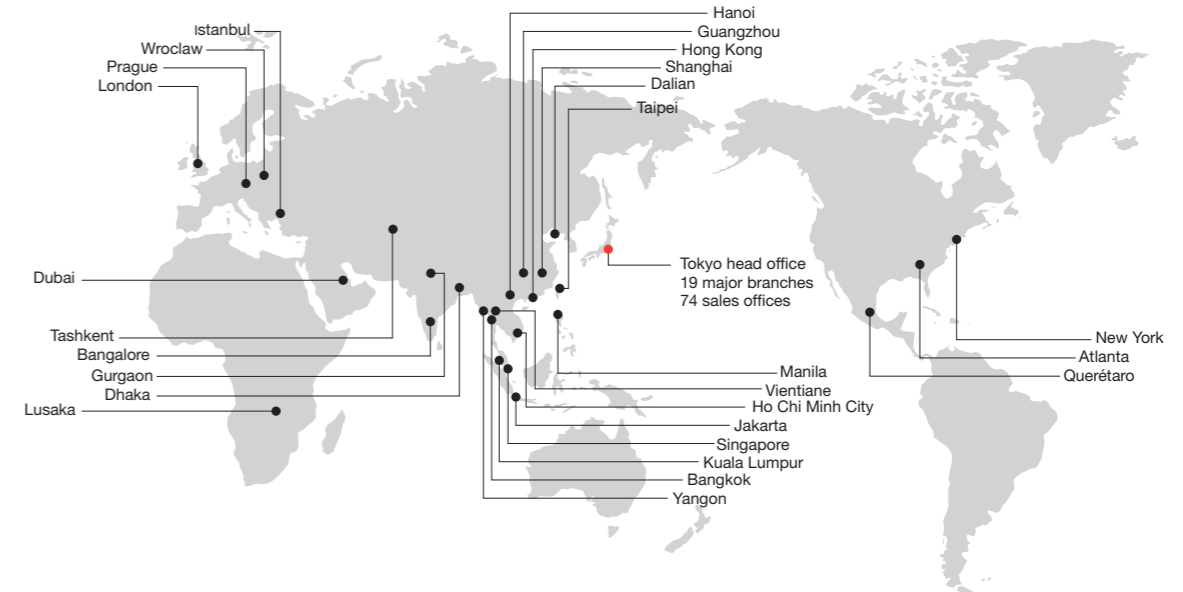 Istanbul
Wroclaw
Prague
London
Hanoi
Guangzhou
Hong Kong
Shanghai
Dalian
Taipei
Dubai
Tashkent
Bangalore
Gurgaon
Dhaka
Lusaka
Tokyo head office
19 major branches
74 sales offices
Manila
Vientiane
Ho Chi Minh City
Jakarta
Singapore
Kuala Lumpur
Bangkok
Yangon
New York
Atlanta
Querétaro